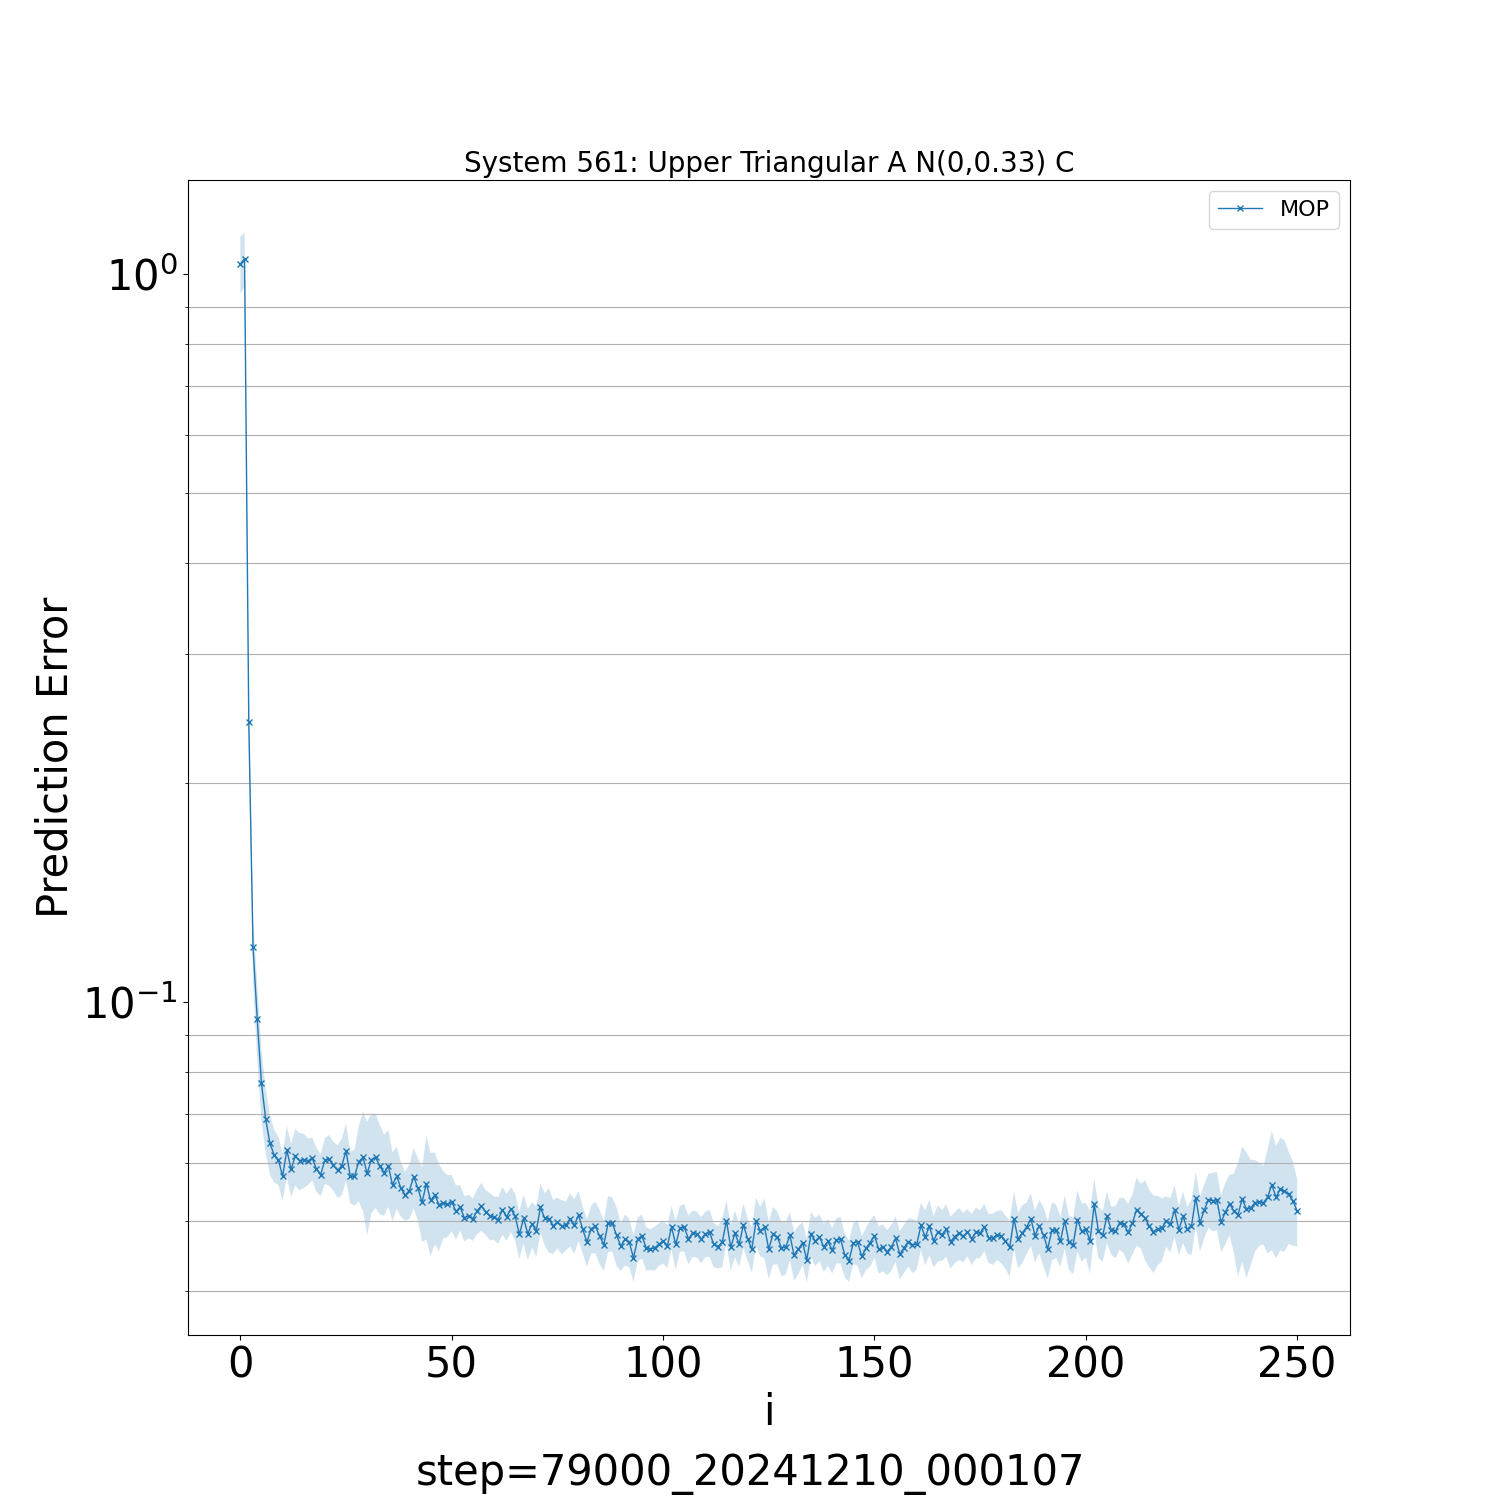 System 561: Upper Triangular A N(0,0.33) C
MOP
10⁰
10⁻¹
Prediction Error
0 50 100 150 200 250
i
step=79000_20241210_000107